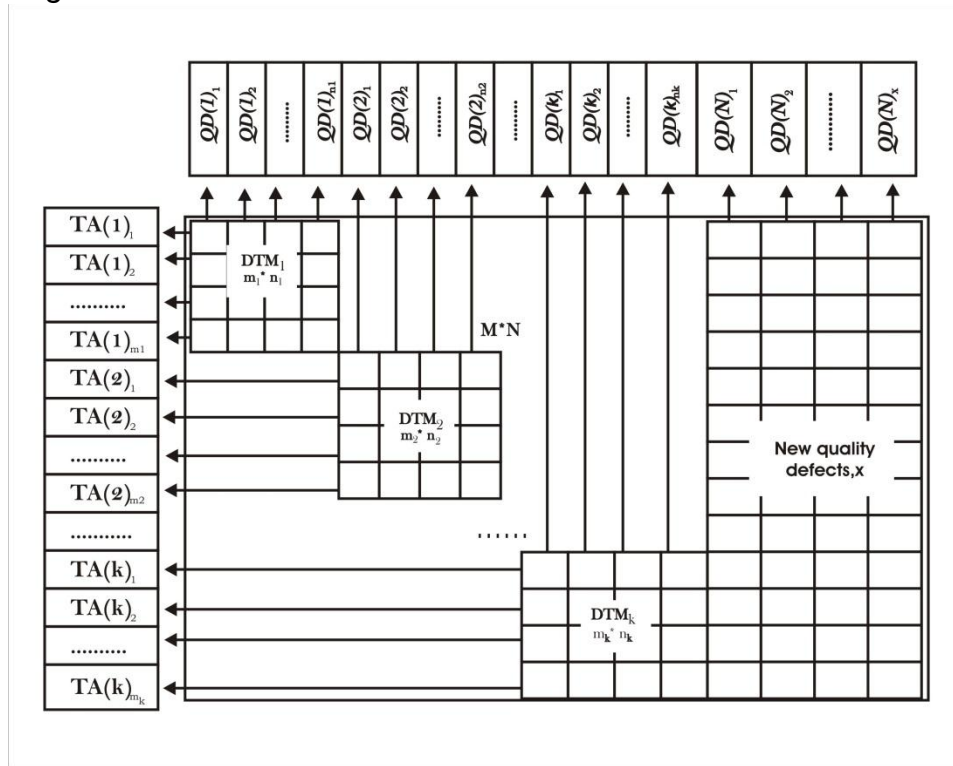 QD(1)₁
QD(1)₂
.........
QD(1)ₙ₁
QD(2)₁
QD(2)₂
.........
QD(2)ₙ₂
.........
QD(k)₁
QD(k)₂
.........
QD(k)ₙₖ
QD(N)₁
QD(N)₂
.........
QD(N)ₓ
TA(1)₁
TA(1)₂
..........
TA(1)ₘ₁
TA(2)₁
TA(2)₂
..........
TA(2)ₘ₂
...........
TA(k)₁
TA(k)₂
..........
TA(k)ₘₖ
DTM₁
m₁* n₁
M*N
DTM₂
m₂* n₂
New quality
defects,x
......
DTMₖ
mₖ* nₖ